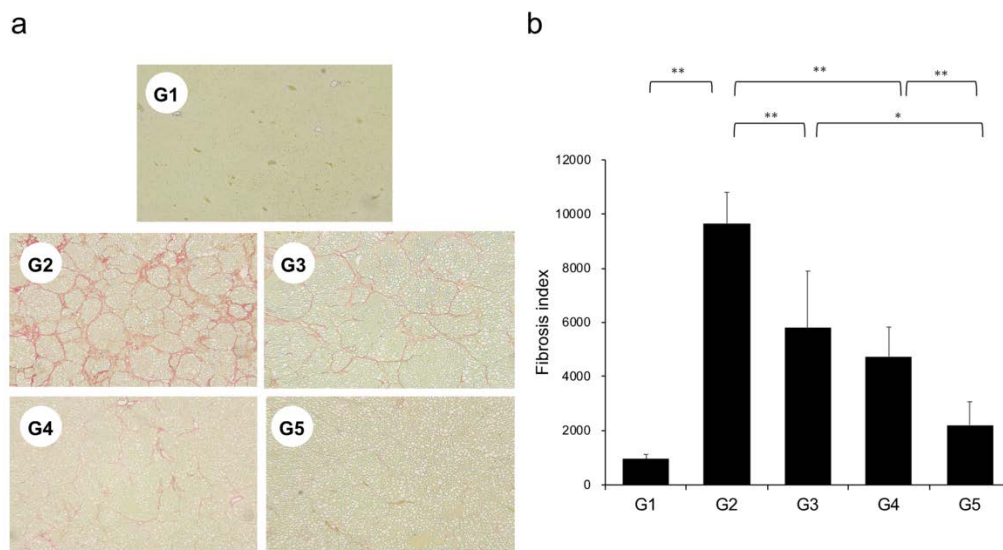 a
G1
G2
G3
G4
G5
b
** ** **
** *
Fibrosis index
12000
10000
8000
6000
4000
2000
0
G1 G2 G3 G4 G5